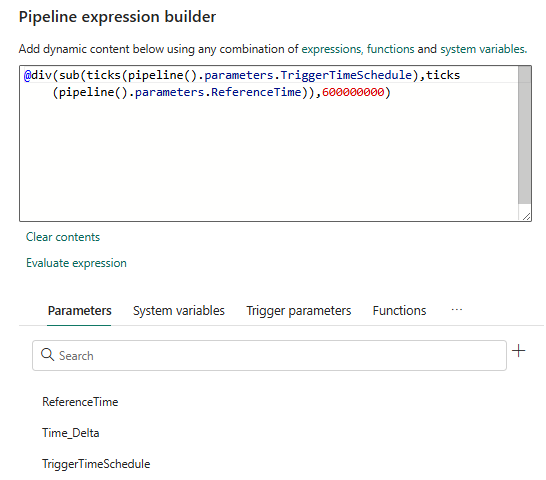 Pipeline expression builder
Add dynamic content below using any combination of expressions, functions and system variables.
@div(sub(ticks(pipeline().parameters.TriggerTimeSchedule),ticks
(pipeline().parameters.ReferenceTime)),600000000)
Clear contents
Evaluate expression
Parameters System variables Trigger parameters Functions ...
Search
ReferenceTime
Time_Delta
TriggerTimeSchedule